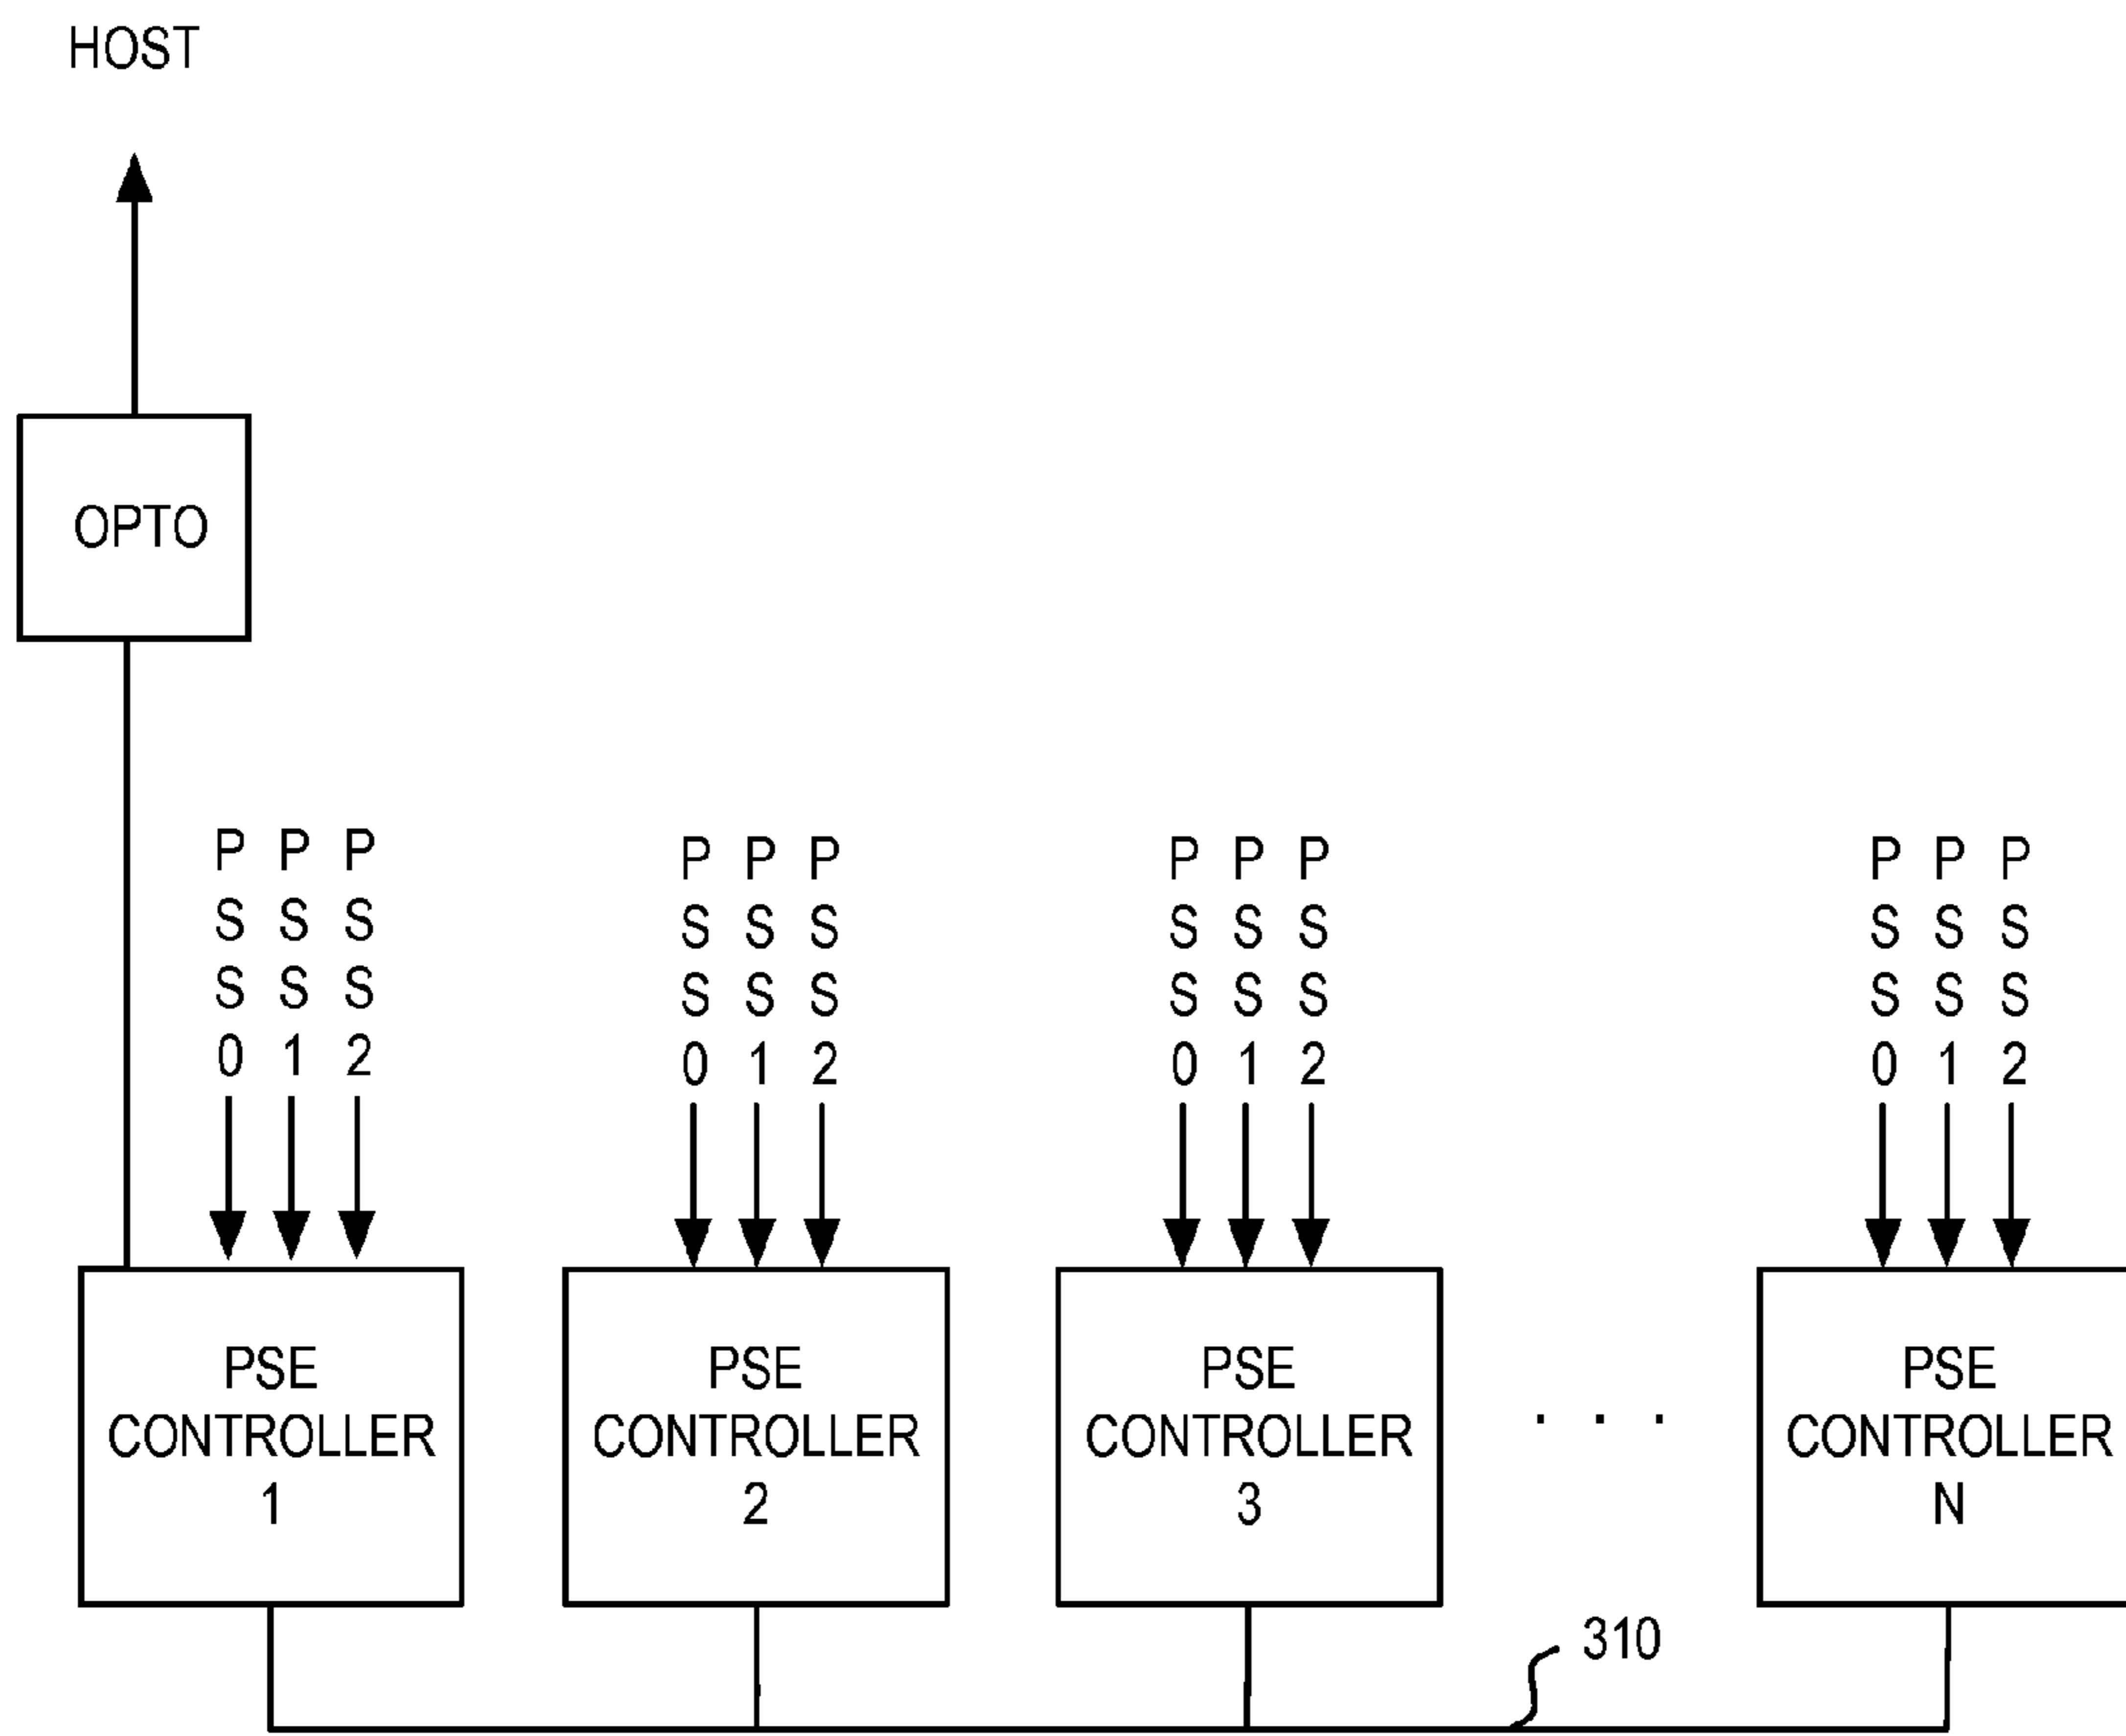 HOST
OPTO
P P P P P P P P P P P P
S S S S S S S S S S S S
S S S S S S S S S S S S
0 1 2 0 1 2 0 1 2 0 1 2
PSE
CONTROLLER
1
PSE
CONTROLLER
2
PSE
CONTROLLER
3
. . .
PSE
CONTROLLER
N
310